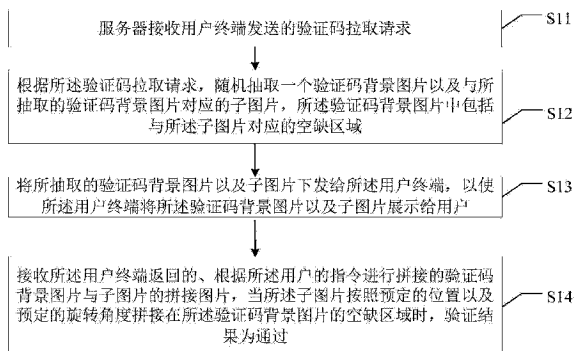 服务器接收用户终端发送的验证码拉取请求
S11
根据所述验证码拉取请求，随机抽取一个验证码背景图片以及与所
抽取的验证码背景图片对应的子图片，所述验证码背景图片中包括
与所述子图片对应的空缺区域
S12
将所抽取的验证码背景图片以及子图片下发给所述用户终端，以使
所述用户终端将所述验证码背景图片以及子图片展示给用户
S13
接收所述用户终端返回的、根据所述用户的指令进行拼接的验证码
背景图片与子图片的拼接图片，当所述子图片按照预定的位置以及
预定的旋转角度拼接在所述验证码背景图片的空缺区域时，验证结
果为通过
S14